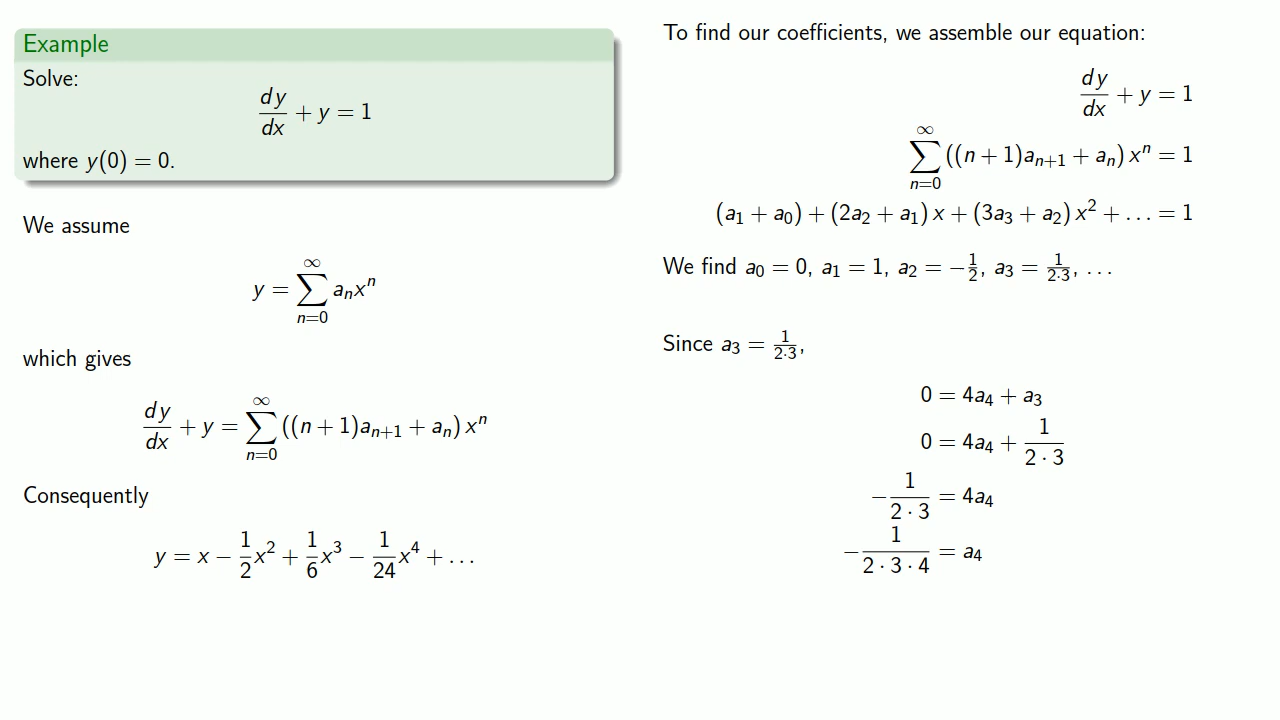 Example
Solve:
dy/dx + y = 1
where y(0) = 0.
We assume
y = ∑_{n=0}^{∞} a_n x^n
which gives
dy/dx + y = ∑_{n=0}^{∞} ((n + 1)a_{n+1} + a_n) x^n
Consequently
y = x − 1/2 x^2 + 1/6 x^3 − 1/24 x^4 + …
To find our coefficients, we assemble our equation:
dy/dx + y = 1
∑_{n=0}^{∞} ((n + 1)a_{n+1} + a_n) x^n = 1
(a_1 + a_0) + (2a_2 + a_1) x + (3a_3 + a_2) x^2 + … = 1
We find a_0 = 0, a_1 = 1, a_2 = −1/2, a_3 = 1/(2·3), …
Since a_3 = 1/(2·3),
0 = 4a_4 + a_3
0 = 4a_4 + 1/(2 · 3)
−1/(2 · 3) = 4a_4
−1/(2 · 3 · 4) = a_4